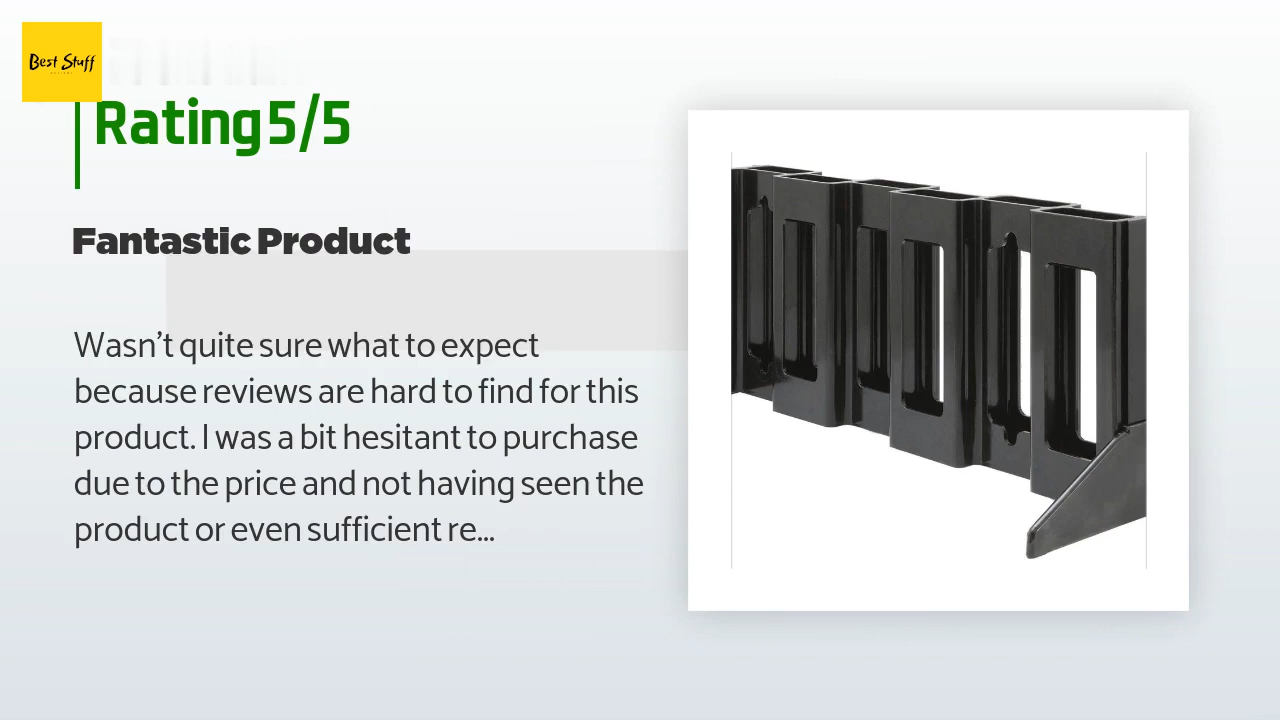 Best Stuff
Rating 5/5
Fantastic Product
Wasn't quite sure what to expect
because reviews are hard to find for this
product. I was a bit hesitant to purchase
due to the price and not having seen the
product or even sufficient re...